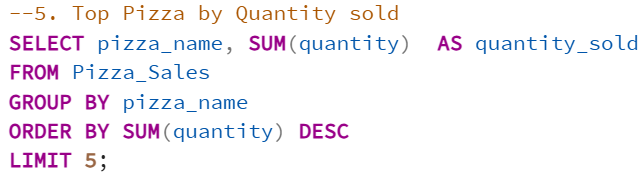 --5. Top Pizza by Quantity sold
SELECT pizza_name, SUM(quantity)  AS quantity_sold
FROM Pizza_Sales
GROUP BY pizza_name
ORDER BY SUM(quantity) DESC
LIMIT 5;